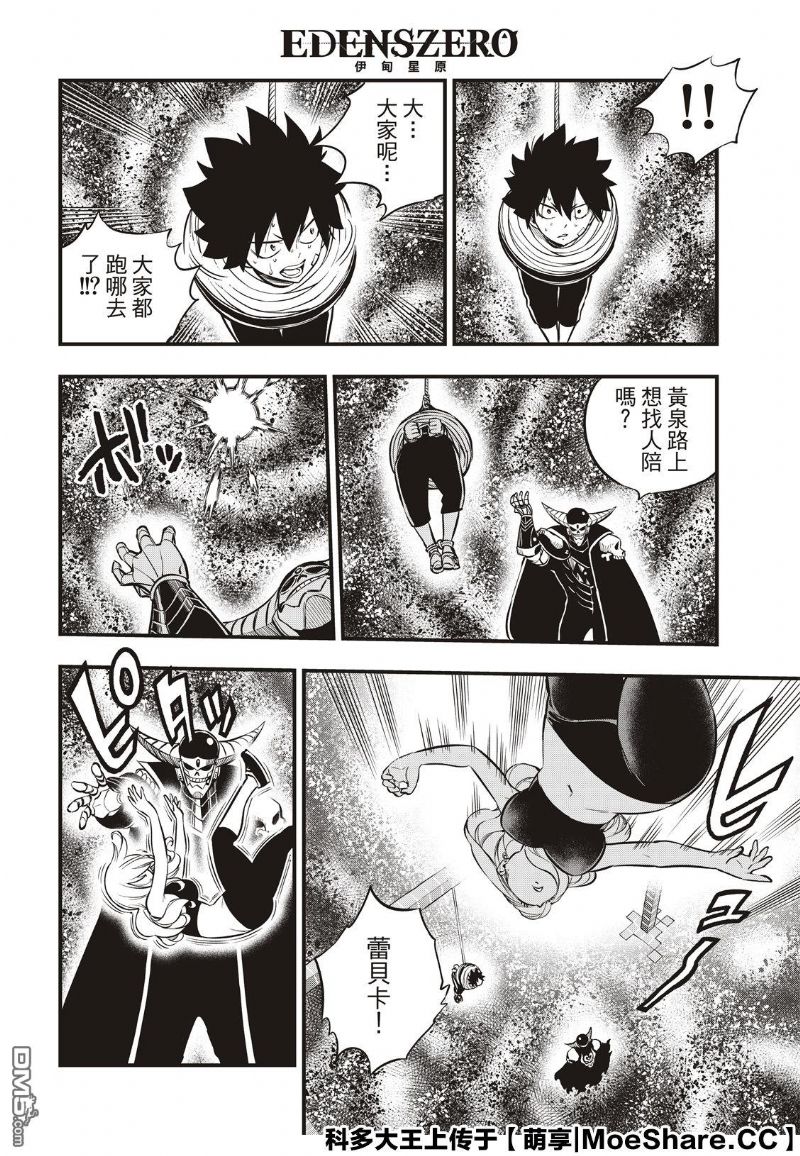 EDENSZERO
伊甸星原
!!
大…
大家呢…
大家都
跑哪去
了!!?
黃泉路上
想找人陪
嗎？
ボッ
ヒュー
蕾貝卡！
ピタッ
DM5.com
科多大王上传于【萌享|MoeShare.CC】